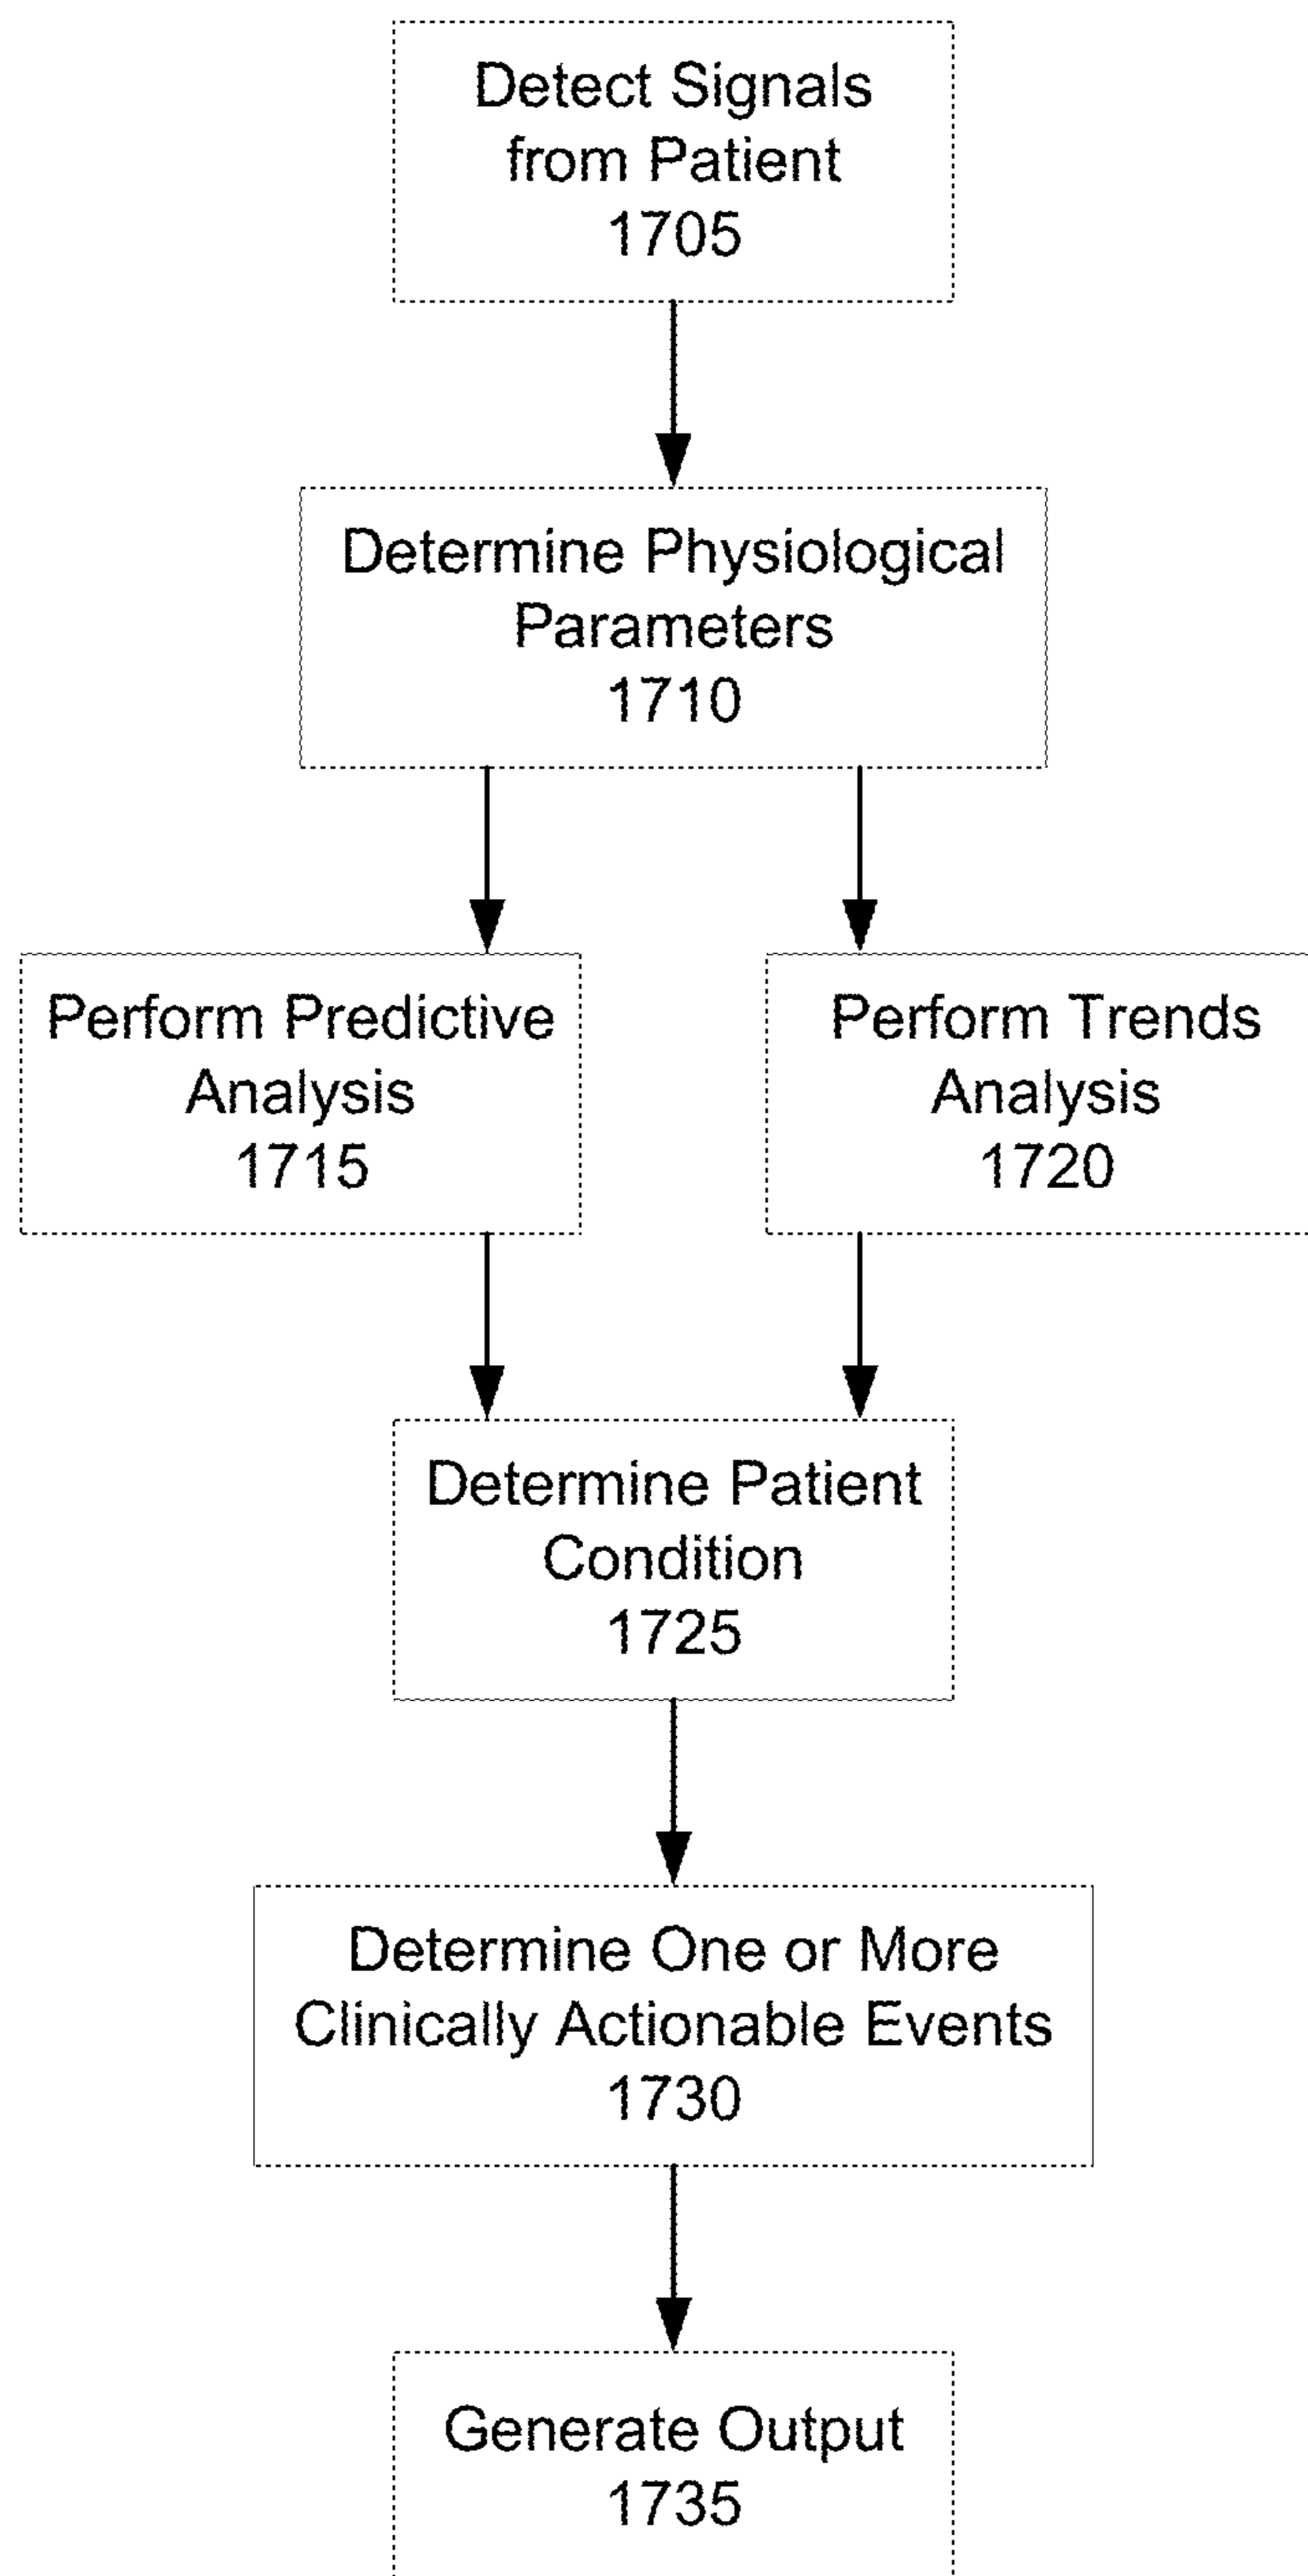 Detect Signals
from Patient
1705
Determine Physiological
Parameters
1710
Perform Predictive
Analysis
1715
Perform Trends
Analysis
1720
Determine Patient
Condition
1725
Determine One or More
Clinically Actionable Events
1730
Generate Output
1735